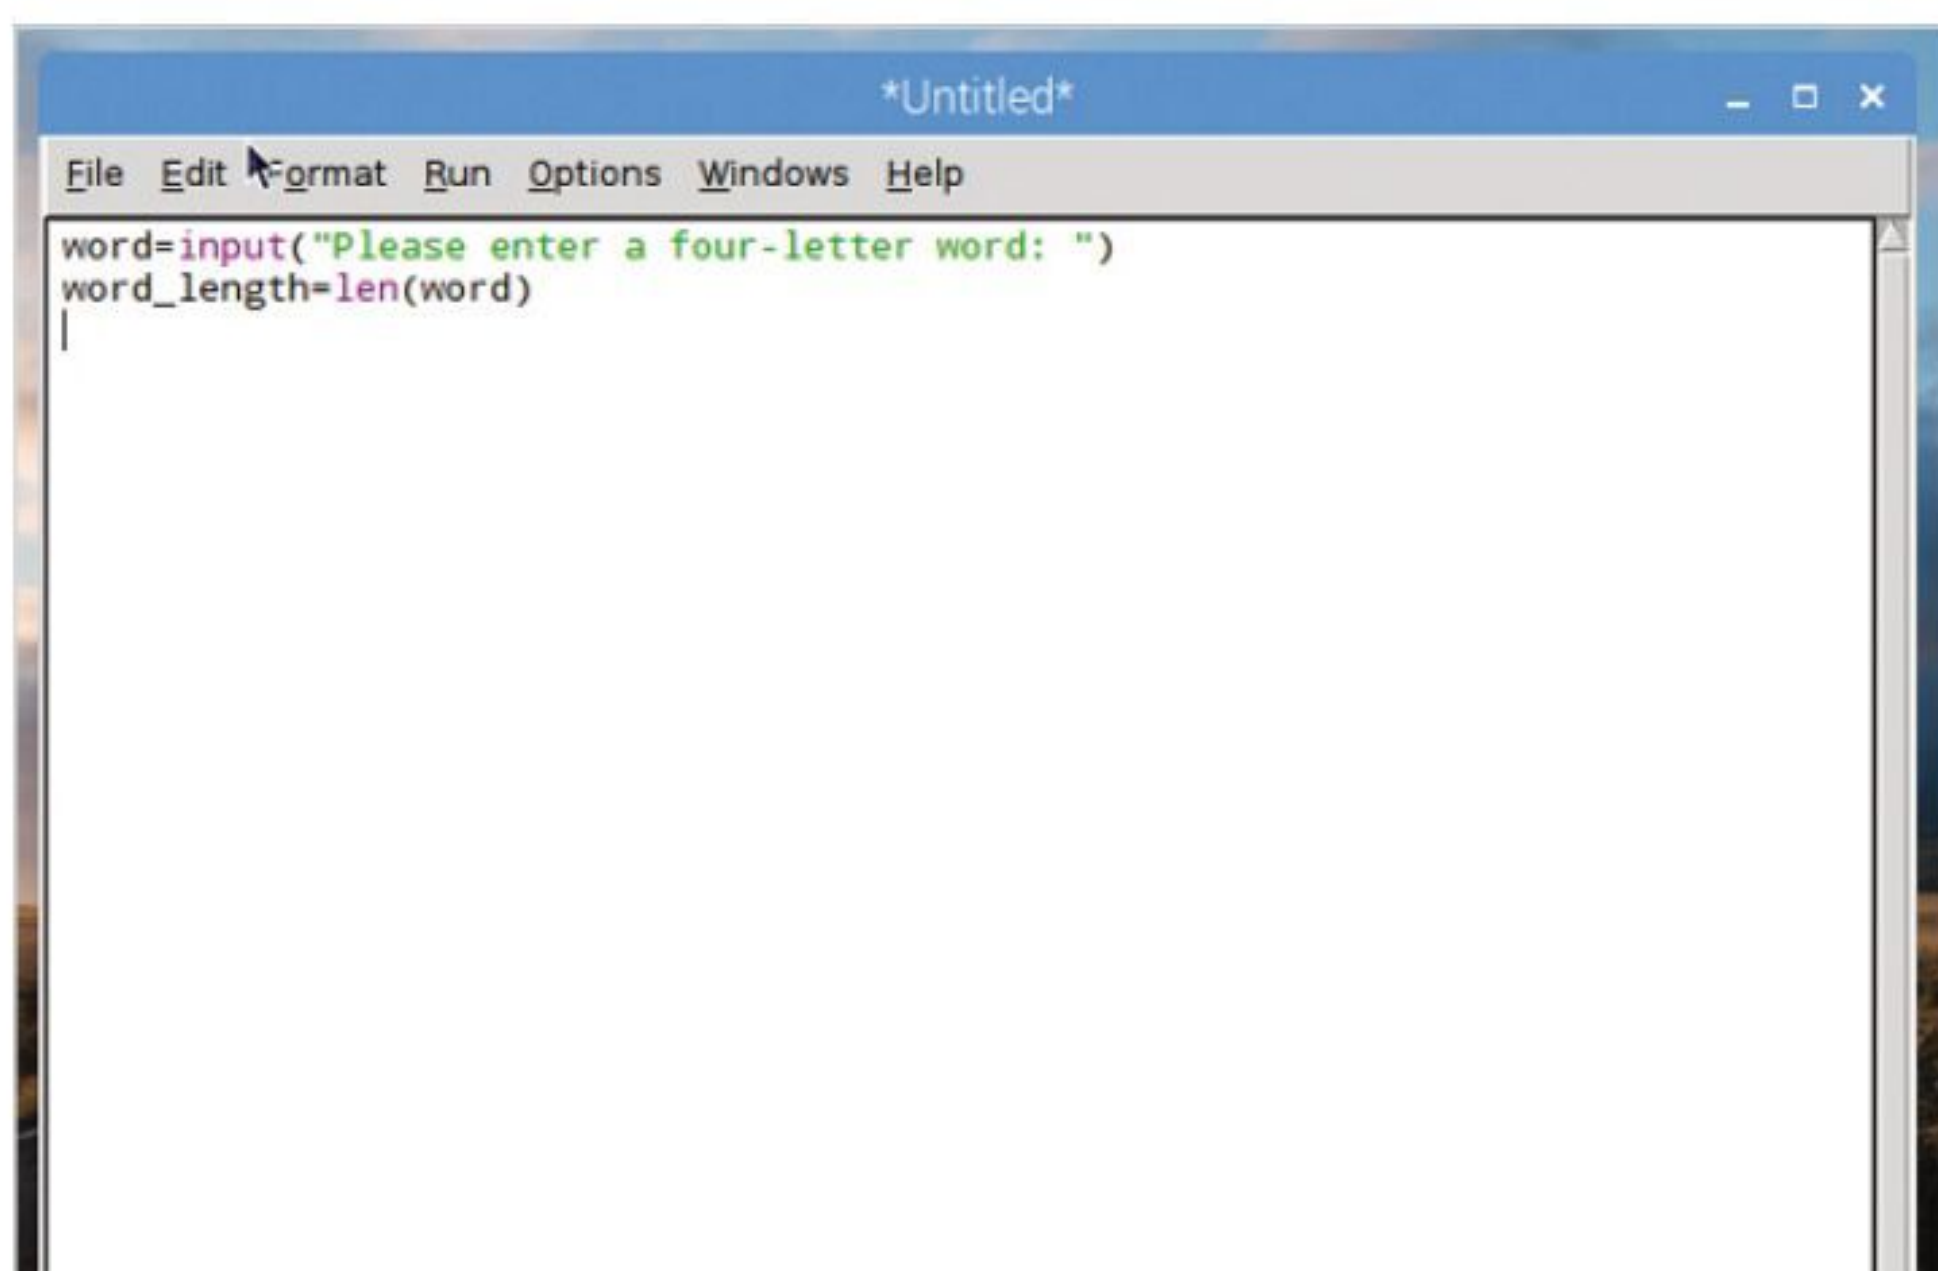 *Untitled*
File Edit Format Run Options Windows Help
word=input("Please enter a four-letter word: ")
word_length=len(word)